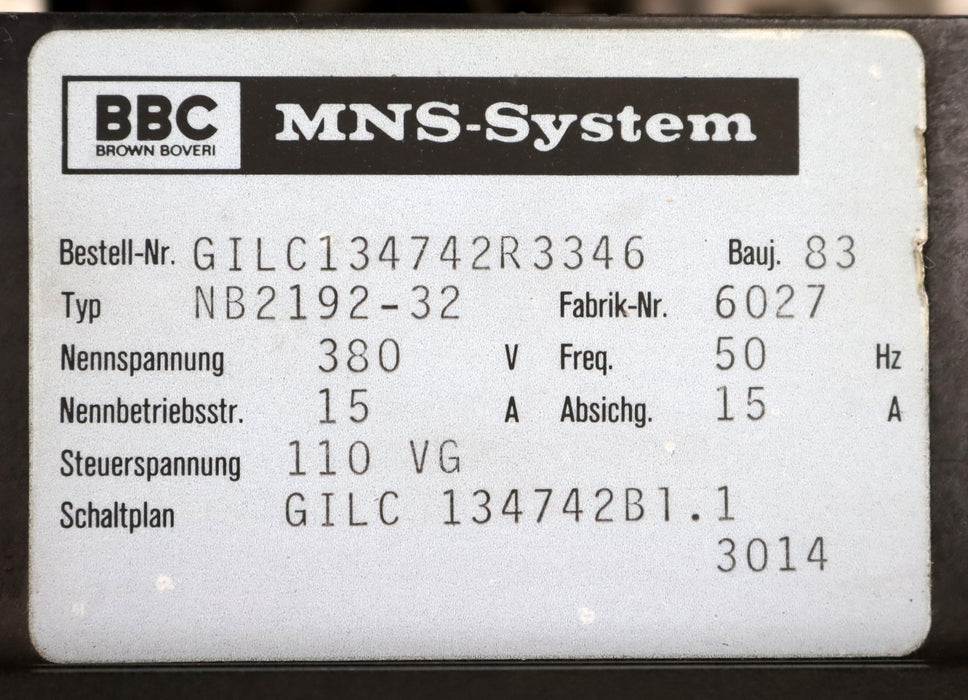 BBC
BROWN BOVERI
MNS-System
Bestell-Nr. GILC134742R3346 Bauj. 83
Typ NB2192-32 Fabrik-Nr. 6027
Nennspannung 380 V Freq. 50 Hz
Nennbetriebsstr. 15 A Absichg. 15 A
Steuerspannung 110 VG
Schaltplan GILC 134742B1.1
3014